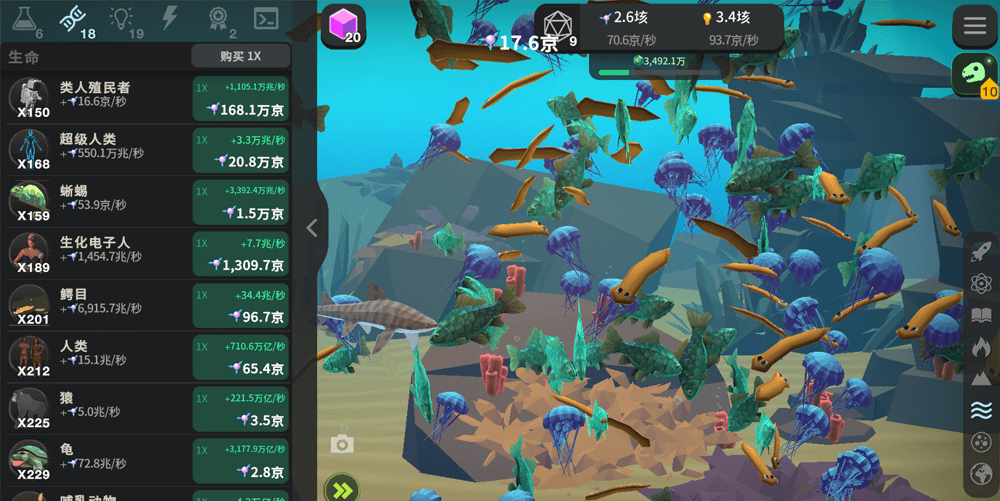 6
18
19
2
生命
购买 1X
类人殖民者
+16.6京/秒
X150
1X
+1,105.1万兆/秒
168.1万京
超级人类
+550.1万兆/秒
X168
1X
+3.3万兆/秒
20.8万京
蜥蜴
+53.9京/秒
X159
1X
+3,392.4万兆/秒
1.5万京
生化电子人
+1,454.7兆/秒
X189
1X
+7.7兆/秒
1,309.7京
鳄目
+6,915.7兆/秒
X201
1X
+34.4兆/秒
96.7京
人类
+15.1兆/秒
X212
1X
+710.6万亿/秒
65.4京
猿
+5.0兆/秒
X225
1X
+221.5万亿/秒
3.5京
龟
+72.8兆/秒
X229
1X
+3,177.9万亿/秒
2.8京
哺乳动物
20
17.6京
9
2.6垓
3.4垓
70.6京/秒
93.7京/秒
3,492.1万
10